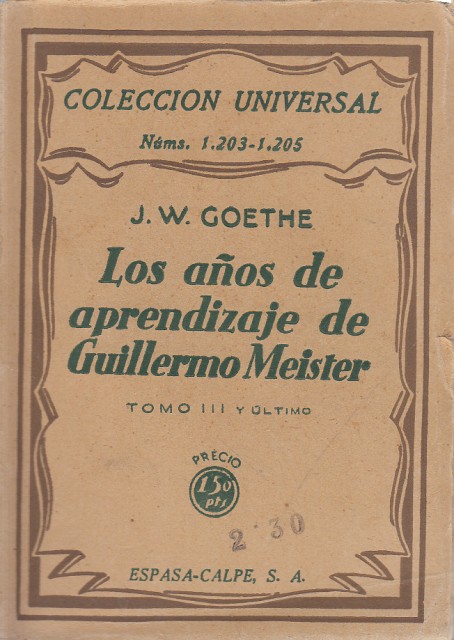 COLECCION UNIVERSAL
Núms. 1.203-1.205
J. W. GOETHE
Los años de
aprendizaje de
Guillermo Meister
TOMO III Y ÚLTIMO
PRECIO
1'50
pts
2 30
ESPASA-CALPE, S. A.